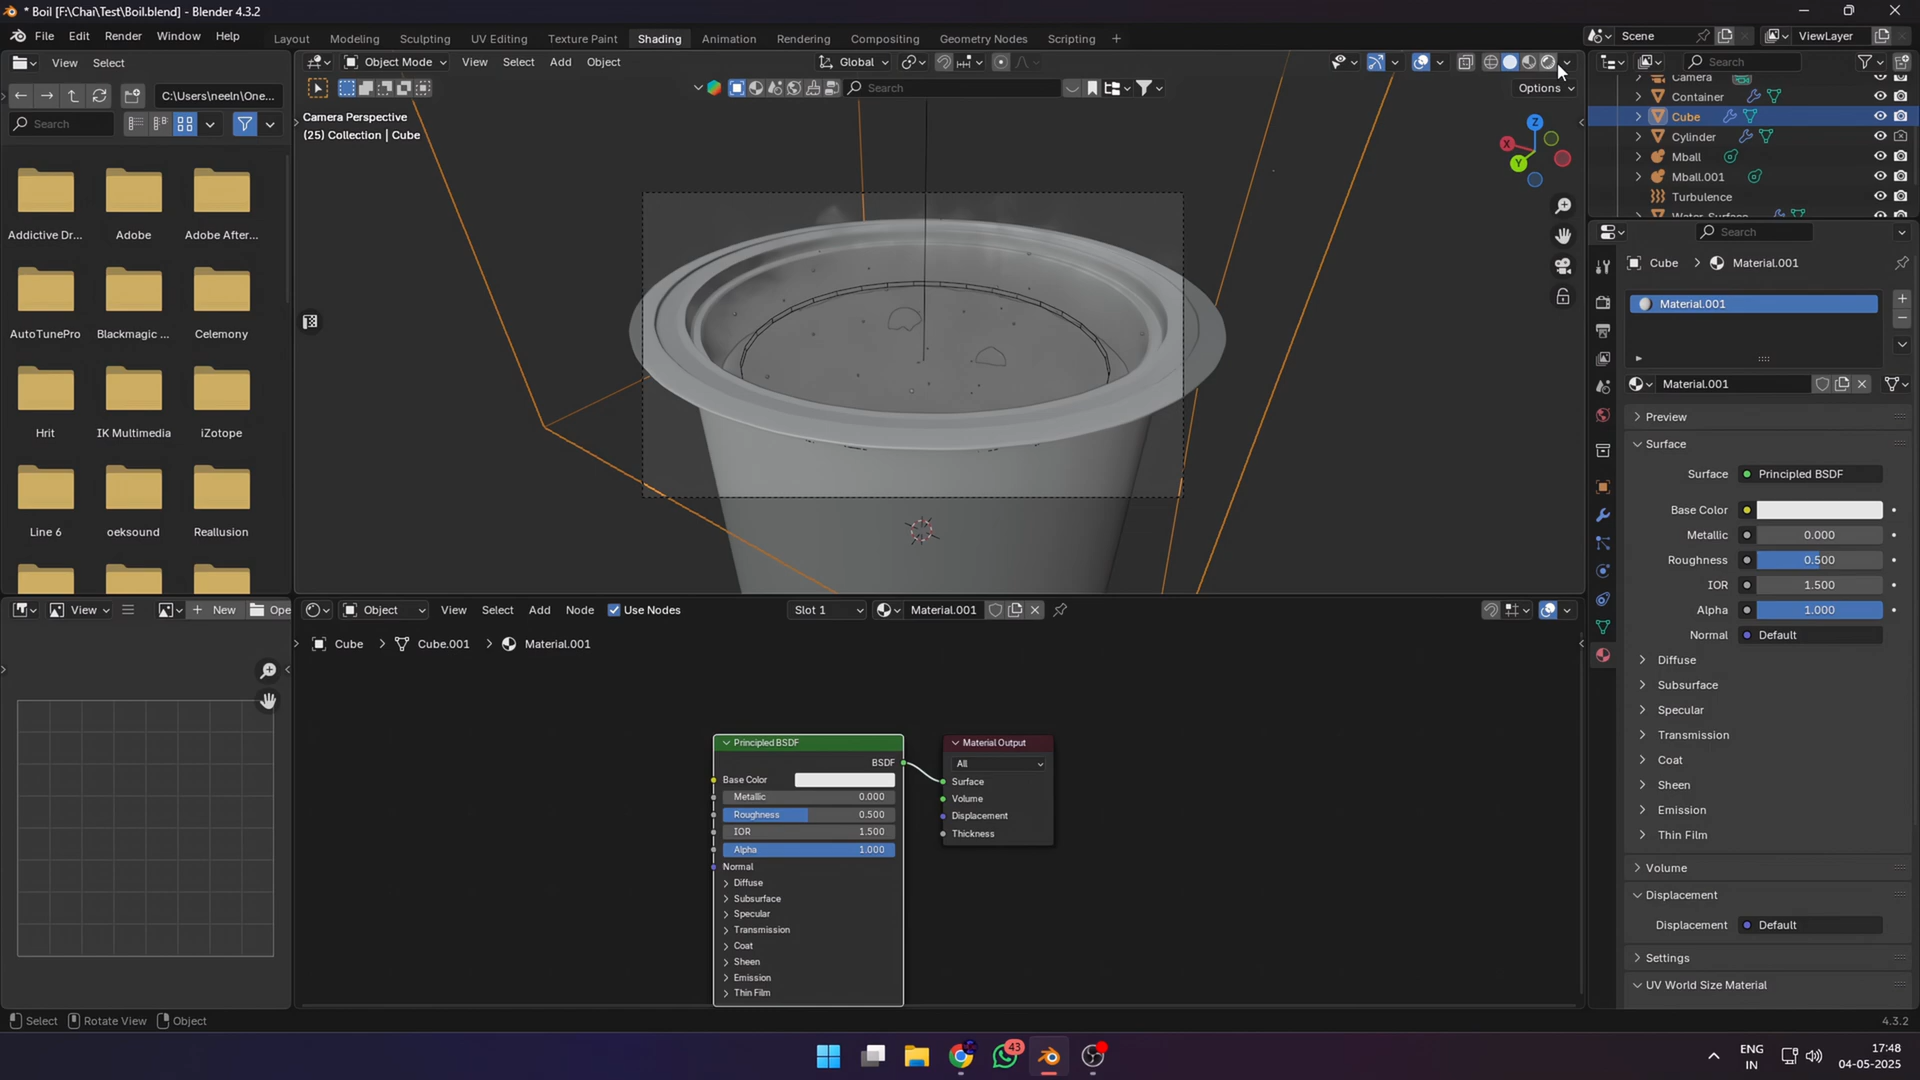 * Boil [F:\Chai\Test\Boil.blend] - Blender 4.3.2
File Edit Render Window Help
Layout Modeling Sculpting UV Editing Texture Paint Shading Animation Rendering Compositing Geometry Nodes Scripting +
Scene
ViewLayer
View Select
C:\Users\neeln\One...
Search
Addictive Dr...
Adobe
Adobe After...
AutoTunePro
Blackmagic ...
Celemony
Hrit
IK Multimedia
iZotope
Line 6
oeksound
Reallusion
Object Mode View Select Add Object
Global
Search
Options
Camera Perspective
(25) Collection | Cube
Z
X
Y
Search
Camera
Container
Cube
Cylinder
Mball
Mball.001
Turbulence
Water_Surface
Search
Cube > Material.001
Material.001
Material.001
Preview
Surface
Surface Principled BSDF
Base Color
Metallic 0.000
Roughness 0.500
IOR 1.500
Alpha 1.000
Normal Default
Diffuse
Subsurface
Specular
Transmission
Coat
Sheen
Emission
Thin Film
Volume
Displacement
Displacement Default
Settings
UV World Size Material
View
New
Ope
Object View Select Add Node Use Nodes
Slot 1
Material.001
Cube > Cube.001 > Material.001
Principled BSDF
BSDF
Base Color
Metallic 0.000
Roughness 0.500
IOR 1.500
Alpha 1.000
Normal
Diffuse
Subsurface
Specular
Transmission
Coat
Sheen
Emission
Thin Film
Material Output
All
Surface
Volume
Displacement
Thickness
Select Rotate View Object
4.3.2
43
ENG
IN
17:48
04-05-2025